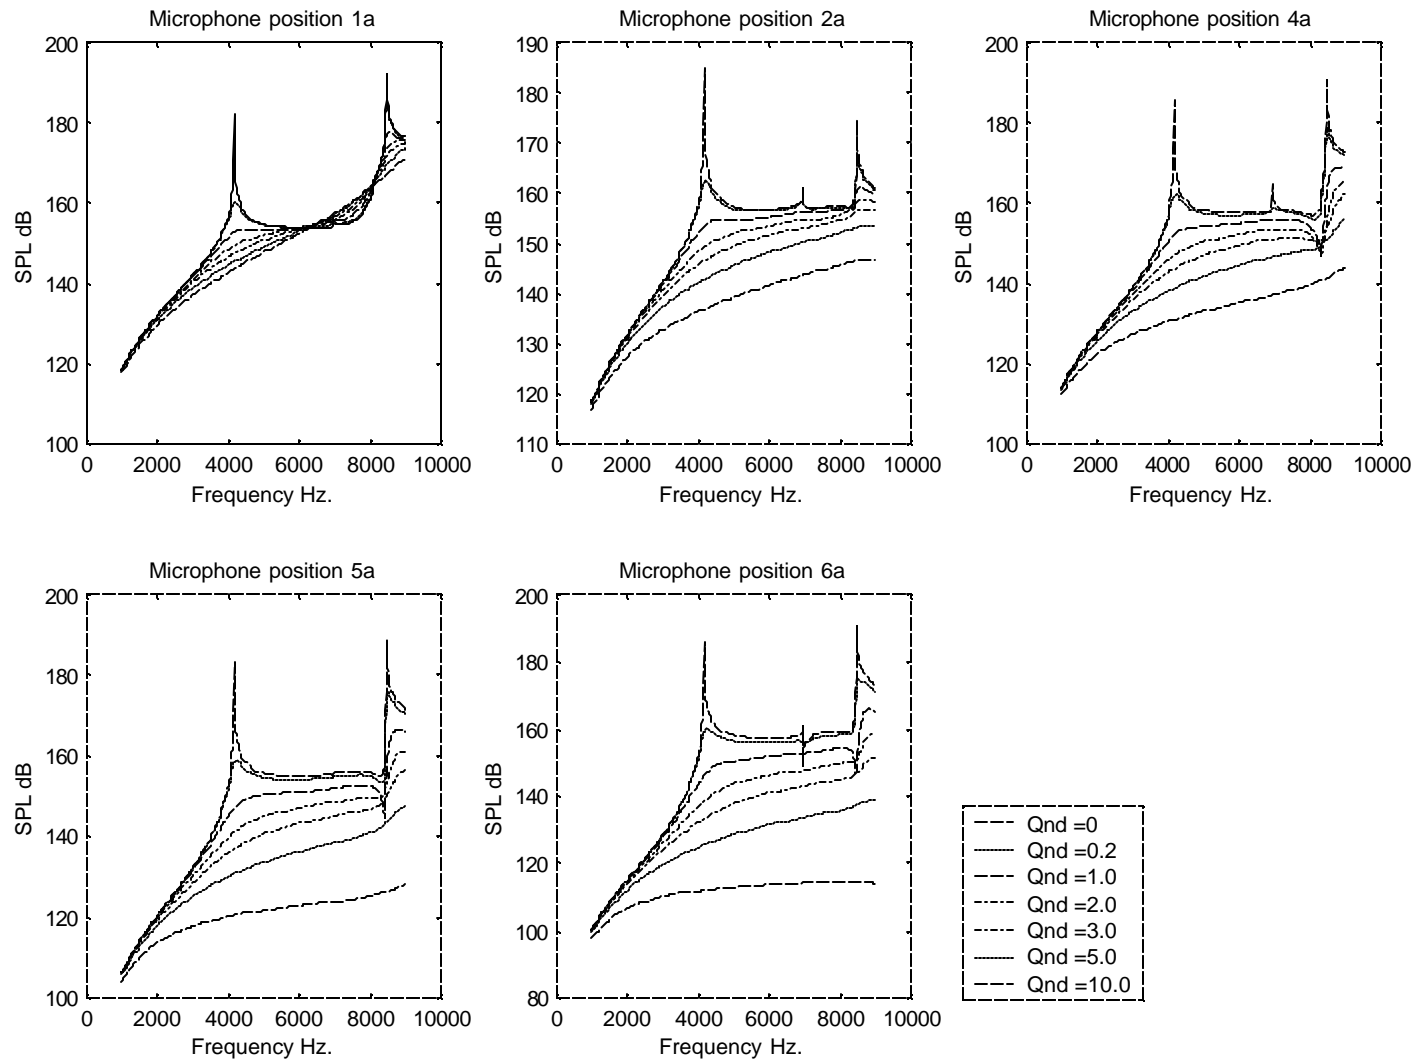 Microphone position 1a
200
180
160
140
120
100
SPL dB
0 2000 4000 6000 8000 10000
Frequency Hz.
Microphone position 2a
190
180
170
160
150
140
130
120
110
SPL dB
0 2000 4000 6000 8000 10000
Frequency Hz.
Microphone position 4a
200
180
160
140
120
100
SPL dB
0 2000 4000 6000 8000 10000
Frequency Hz.
Microphone position 5a
200
180
160
140
120
100
SPL dB
0 2000 4000 6000 8000 10000
Frequency Hz.
Microphone position 6a
200
180
160
140
120
100
80
SPL dB
0 2000 4000 6000 8000 10000
Frequency Hz.
Qnd =0
Qnd =0.2
Qnd =1.0
Qnd =2.0
Qnd =3.0
Qnd =5.0
Qnd =10.0